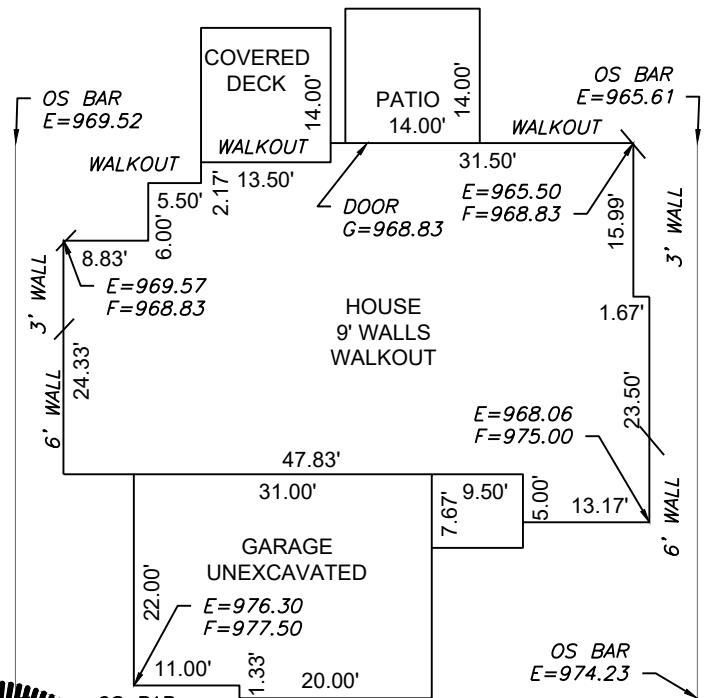 COVERED
DECK
14.00'
PATIO
14.00'
14.00'
OS BAR
E=969.52
OS BAR
E=965.61
WALKOUT
WALKOUT
WALKOUT
5.50'
2.17'
13.50'
31.50'
DOOR
G=968.83
E=965.50
F=968.83
15.99'
3' WALL
6.00'
8.83'
E=969.57
F=968.83
3' WALL
HOUSE
9' WALLS
WALKOUT
1.67'
24.33'
6' WALL
23.50'
E=968.06
F=975.00
47.83'
31.00'
9.50'
7.67'
5.00'
13.17'
6' WALL
GARAGE
UNEXCAVATED
22.00'
E=976.30
F=977.50
11.00'
1.33'
20.00'
OS BAR
E=974.23
OS BAR